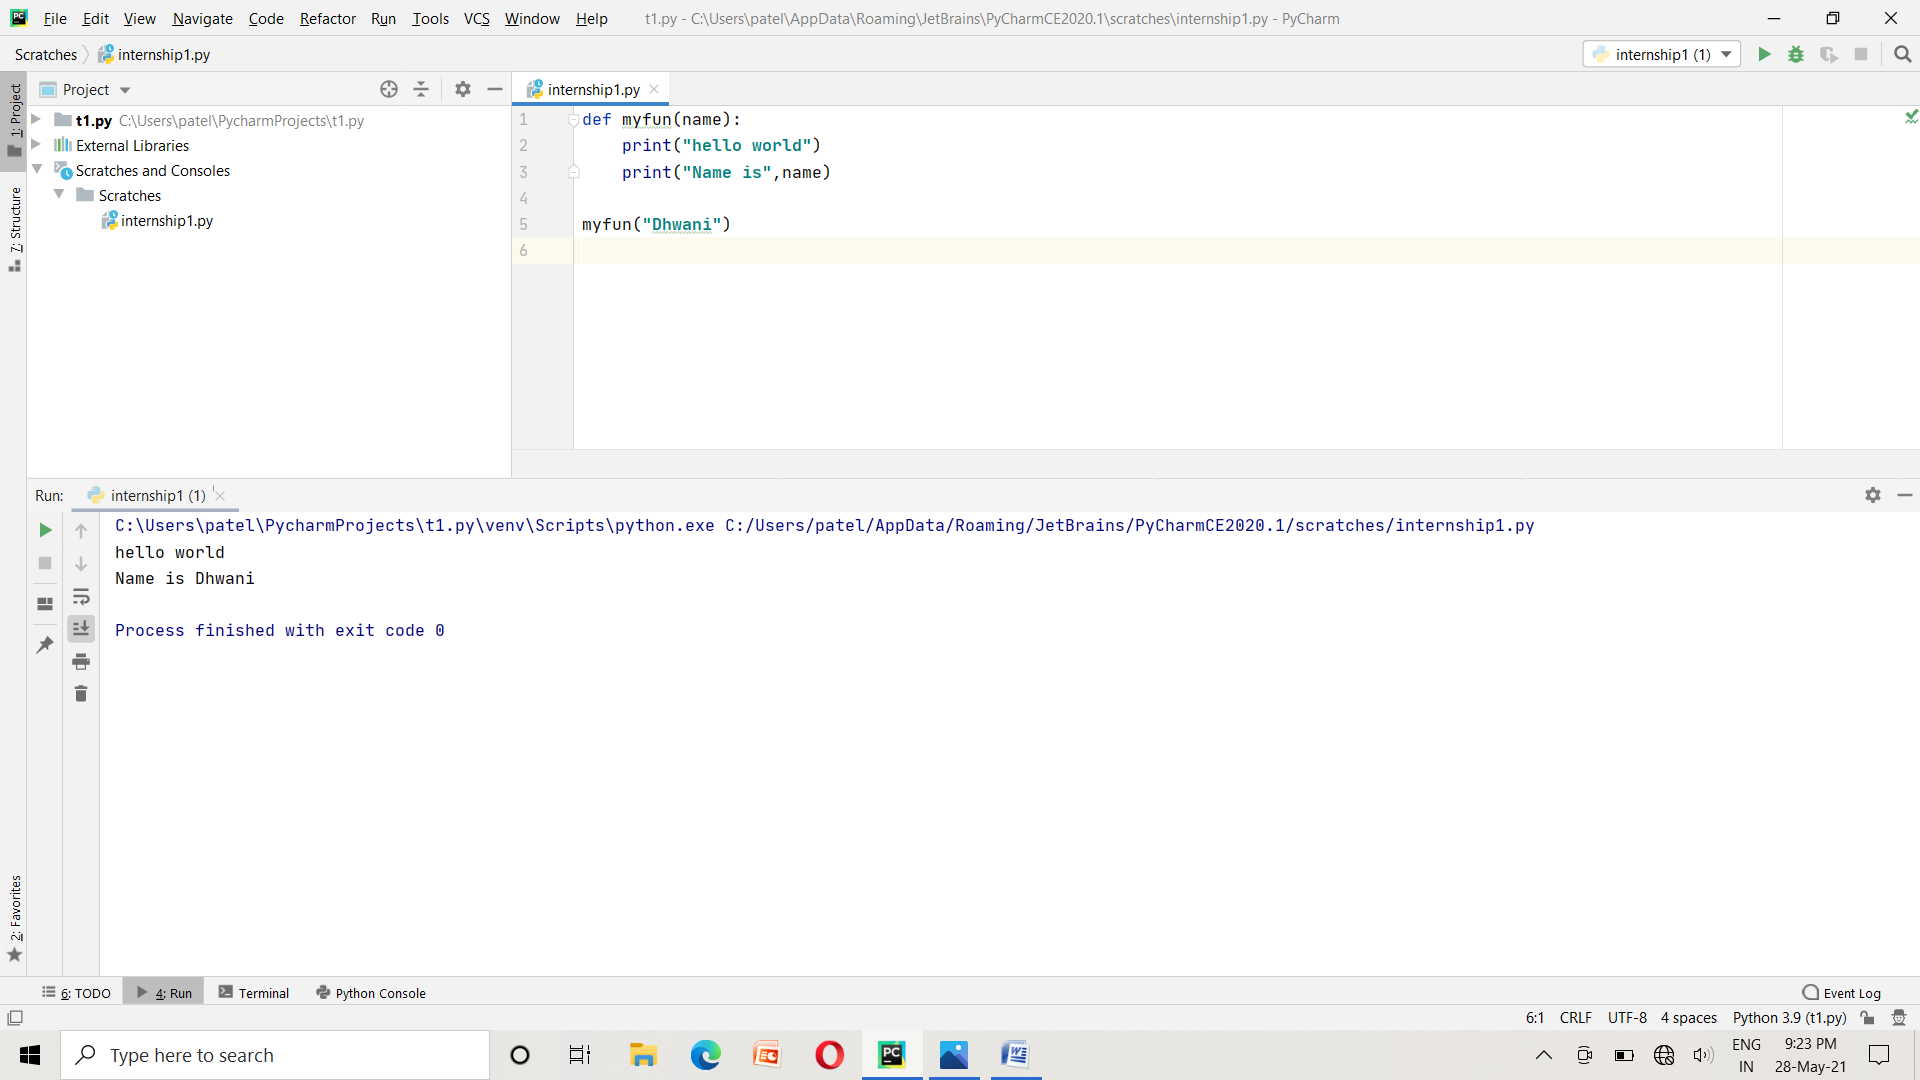 File Edit View Navigate Code Refactor Run Tools VCS Window Help t1.py - C:\Users\patel\AppData\Roaming\JetBrains\PyCharmCE2020.1\scratches\internship1.py - PyCharm
Scratches internship1.py
internship1 (1)
1: Project
7: Structure
2: Favorites
Project
t1.py C:\Users\patel\PycharmProjects\t1.py
External Libraries
Scratches and Consoles
Scratches
internship1.py
internship1.py
1 def myfun(name):
2 print("hello world")
3 print("Name is",name)
4
5 myfun("Dhwani")
6
Run: internship1 (1)
C:\Users\patel\PycharmProjects\t1.py\venv\Scripts\python.exe C:/Users/patel/AppData/Roaming/JetBrains/PyCharmCE2020.1/scratches/internship1.py
hello world
Name is Dhwani
Process finished with exit code 0
6: TODO 4: Run Terminal Python Console Event Log
6:1 CRLF UTF-8 4 spaces Python 3.9 (t1.py)
Type here to search
ENG
IN
9:23 PM
28-May-21